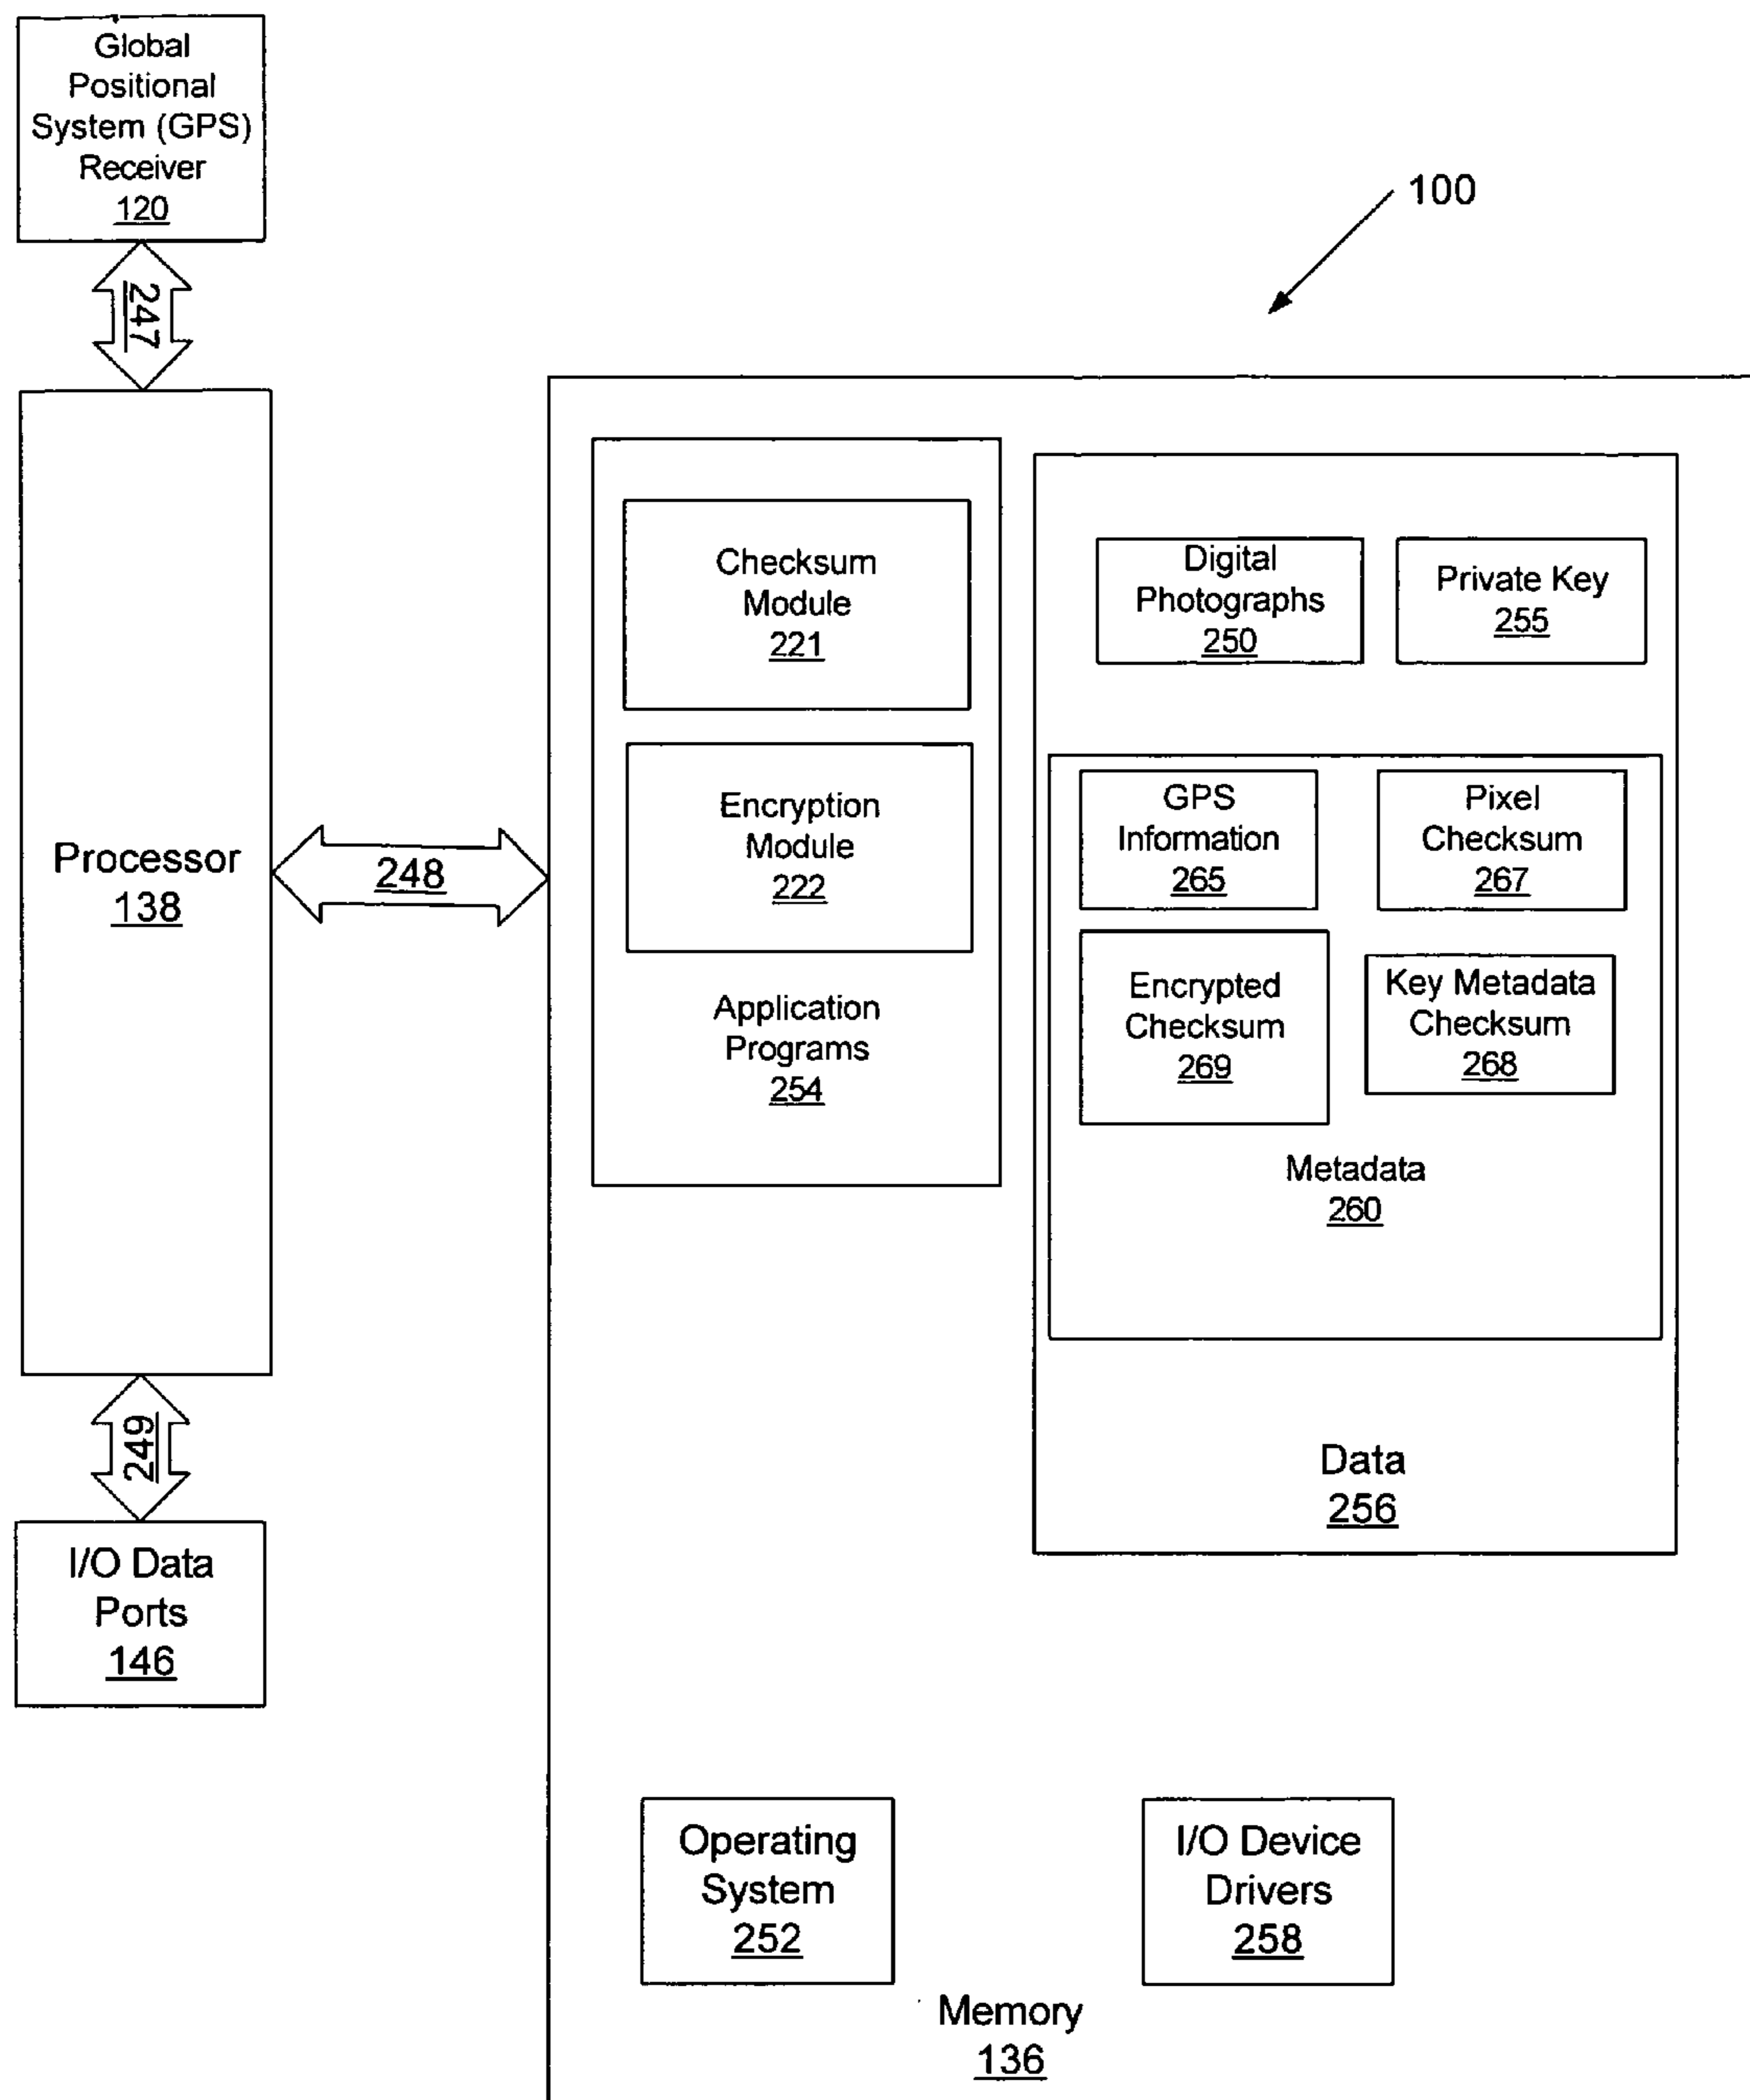 Global
Positional
System (GPS)
Receiver
120
100
247
Processor
138
248
249
I/O Data
Ports
146
Checksum
Module
221
Encryption
Module
222
Application
Programs
254
Digital
Photographs
250
Private Key
255
GPS
Information
265
Pixel
Checksum
267
Encrypted
Checksum
269
Key Metadata
Checksum
268
Metadata
260
Data
256
Operating
System
252
I/O Device
Drivers
258
Memory
136